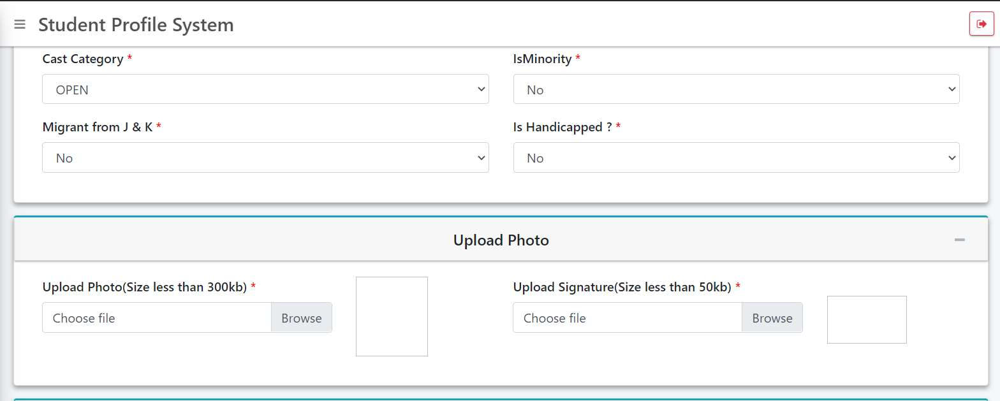 Student Profile System
Cast Category *
IsMinority *
OPEN
No
Migrant from J & K *
Is Handicapped ? *
No
No
Upload Photo
Upload Photo(Size less than 300kb) *
Upload Signature(Size less than 50kb) *
Choose file Browse
Choose file Browse